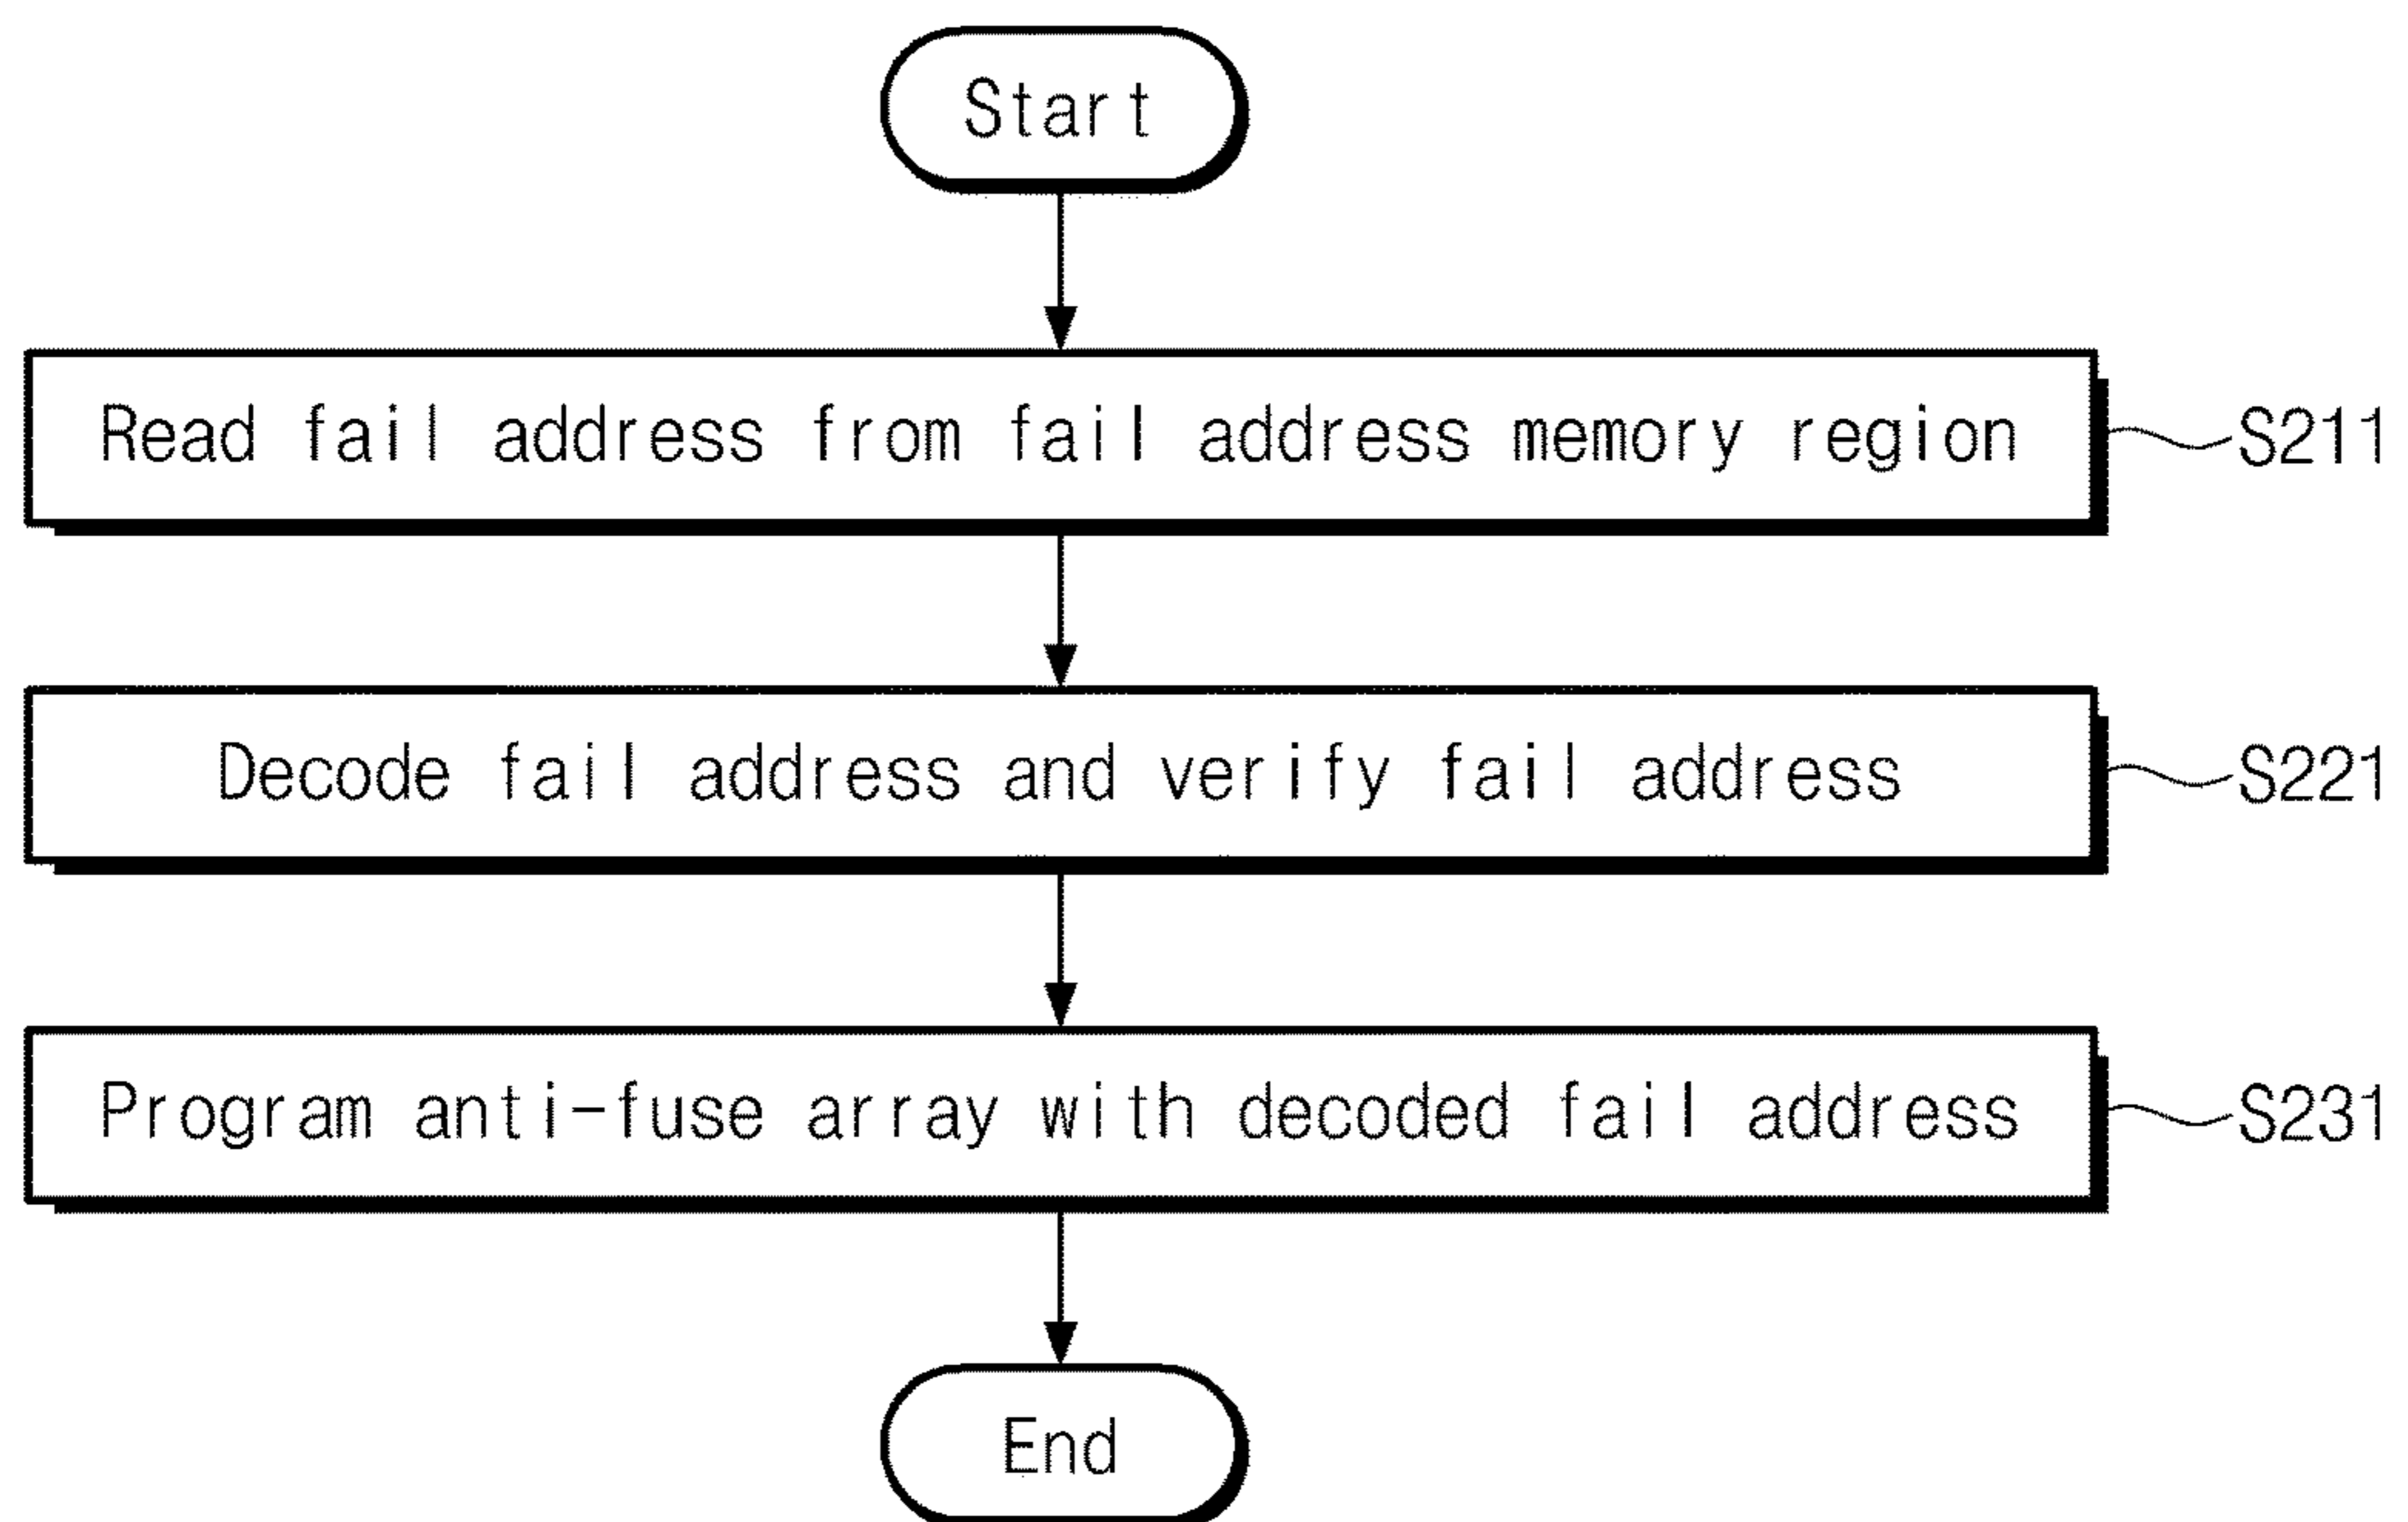 Start
Read fail address from fail address memory region
S211
Decode fail address and verify fail address
S221
Program anti-fuse array with decoded fail address
S231
End